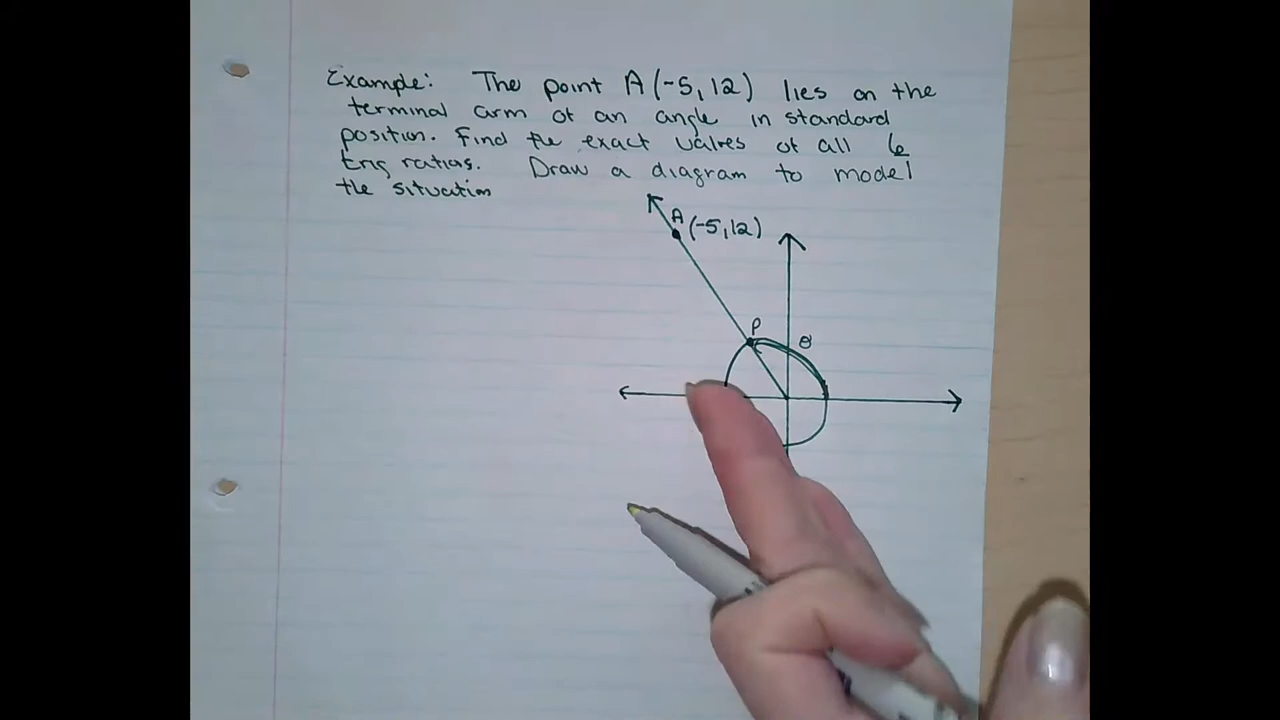 Example: The point A(-5,12) lies on the
terminal arm of an angle in standard
position. Find the exact values of all 6
trig ratios. Draw a diagram to model
the situation
A(-5,12)
P
θ